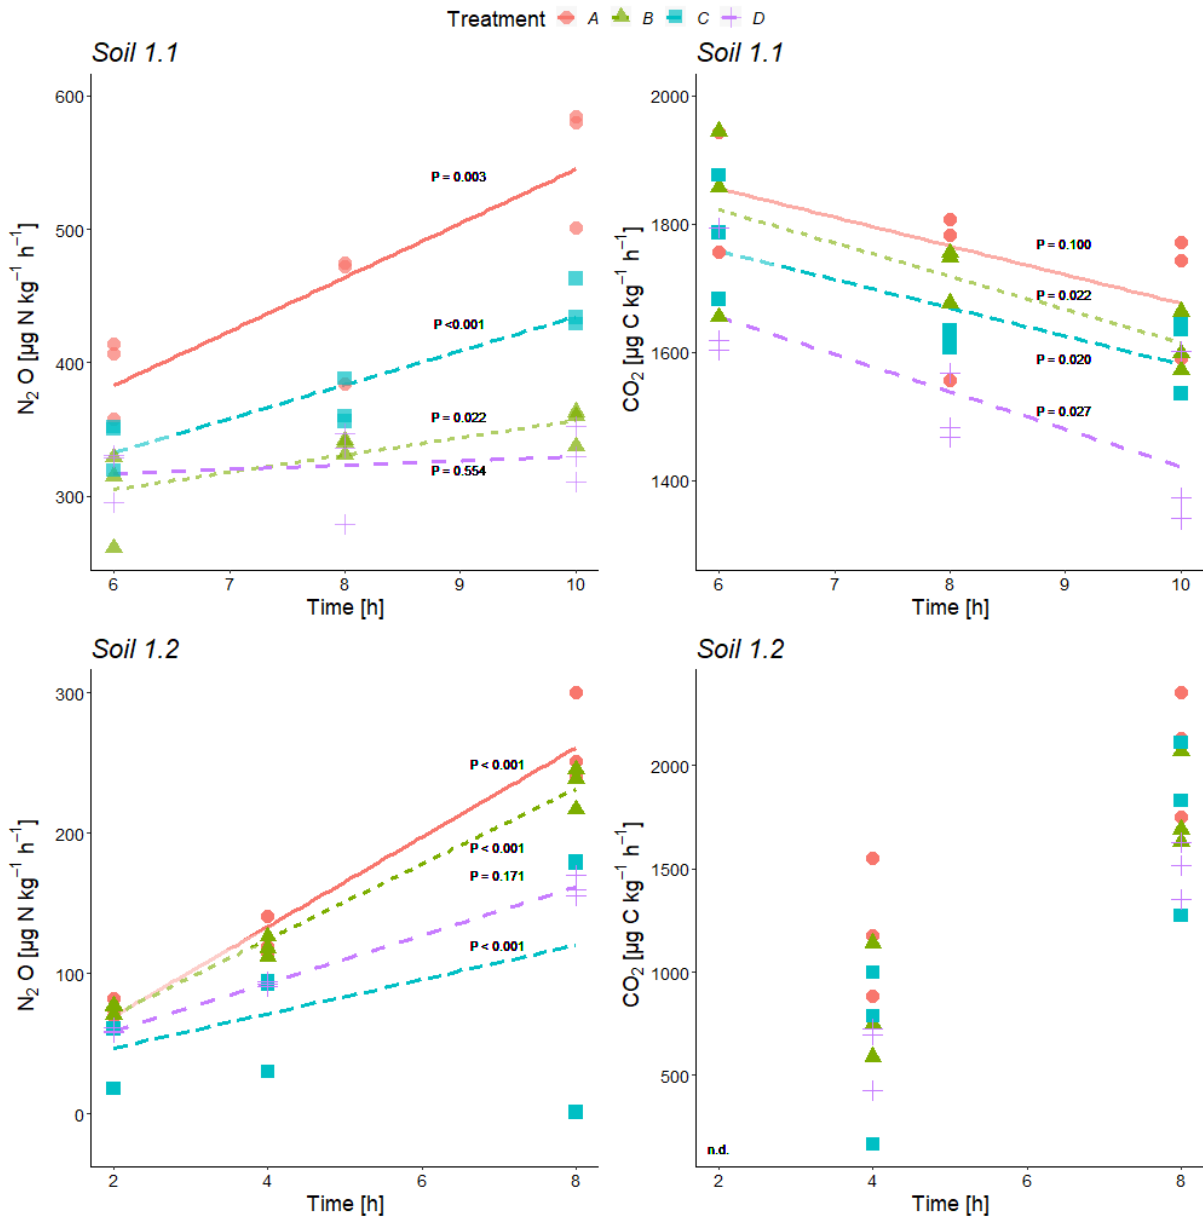 Treatment A B C D
Soil 1.1
600
500
400
300
N₂ O [µg N kg⁻¹ h⁻¹]
P = 0.003
P <0.001
P = 0.022
P = 0.554
6 7 8 9 10
Time [h]
Soil 1.1
2000
1800
1600
1400
CO₂ [µg C kg⁻¹ h⁻¹]
P = 0.100
P = 0.022
P = 0.020
P = 0.027
6 7 8 9 10
Time [h]
Soil 1.2
300
200
100
0
N₂ O [µg N kg⁻¹ h⁻¹]
P < 0.001
P < 0.001
P = 0.171
P < 0.001
2 4 6 8
Time [h]
Soil 1.2
2000
1500
1000
500
CO₂ [µg C kg⁻¹ h⁻¹]
n.d.
2 4 6 8
Time [h]